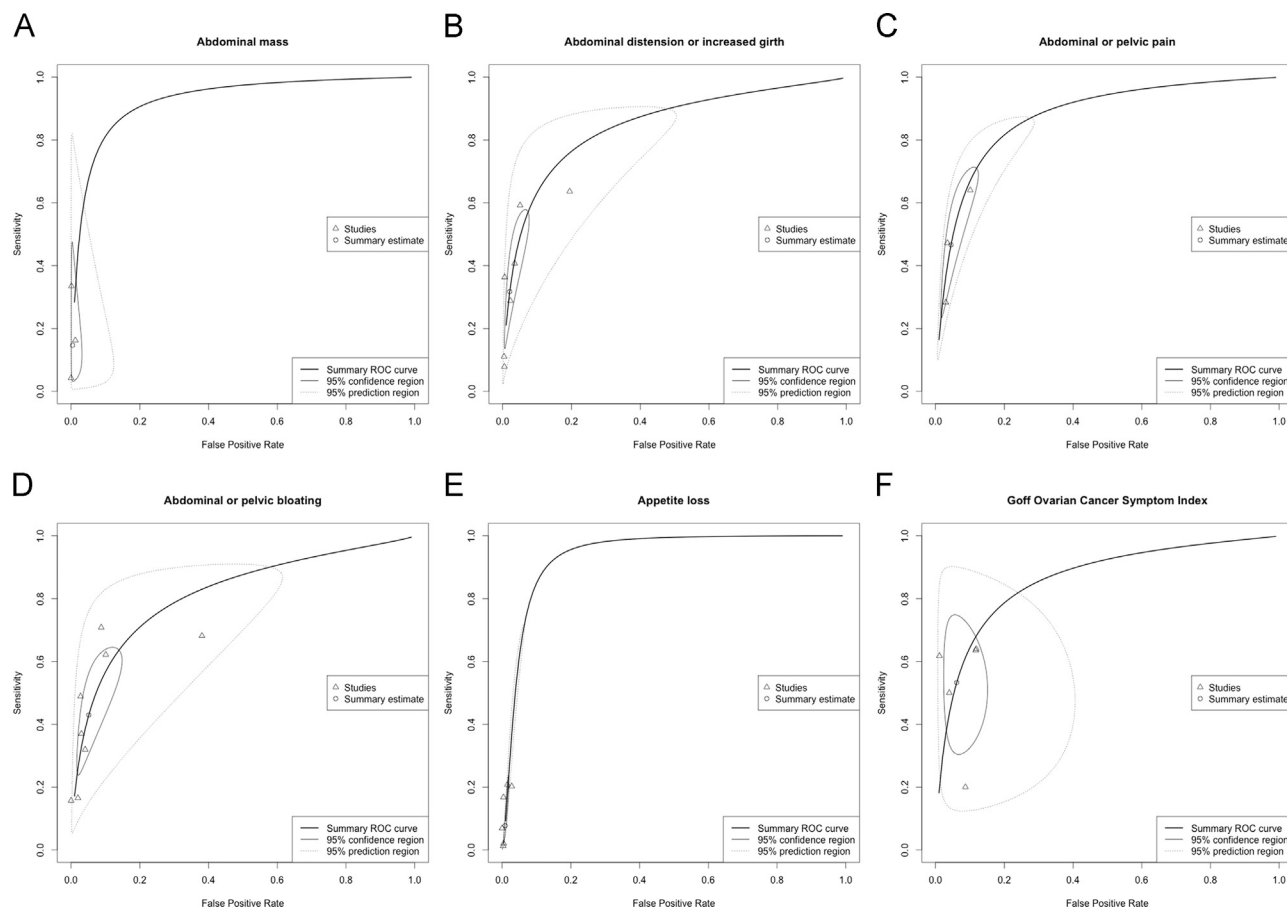 A
Abdominal mass
Sensitivity
0.0
0.2
0.4
0.6
0.8
1.0
Studies
Summary estimate
Summary ROC curve
95% confidence region
95% prediction region
0.0 0.2 0.4 0.6 0.8 1.0
False Positive Rate
B
Abdominal distension or increased girth
Sensitivity
0.0
0.2
0.4
0.6
0.8
1.0
Studies
Summary estimate
Summary ROC curve
95% confidence region
95% prediction region
0.0 0.2 0.4 0.6 0.8 1.0
False Positive Rate
C
Abdominal or pelvic pain
Sensitivity
0.0
0.2
0.4
0.6
0.8
1.0
Studies
Summary estimate
Summary ROC curve
95% confidence region
95% prediction region
0.0 0.2 0.4 0.6 0.8 1.0
False Positive Rate
D
Abdominal or pelvic bloating
Sensitivity
0.0
0.2
0.4
0.6
0.8
1.0
Studies
Summary estimate
Summary ROC curve
95% confidence region
95% prediction region
0.0 0.2 0.4 0.6 0.8 1.0
False Positive Rate
E
Appetite loss
Sensitivity
0.0
0.2
0.4
0.6
0.8
1.0
Studies
Summary estimate
Summary ROC curve
95% confidence region
95% prediction region
0.0 0.2 0.4 0.6 0.8 1.0
False Positive Rate
F
Goff Ovarian Cancer Symptom Index
Sensitivity
0.0
0.2
0.4
0.6
0.8
1.0
Studies
Summary estimate
Summary ROC curve
95% confidence region
95% prediction region
0.0 0.2 0.4 0.6 0.8 1.0
False Positive Rate